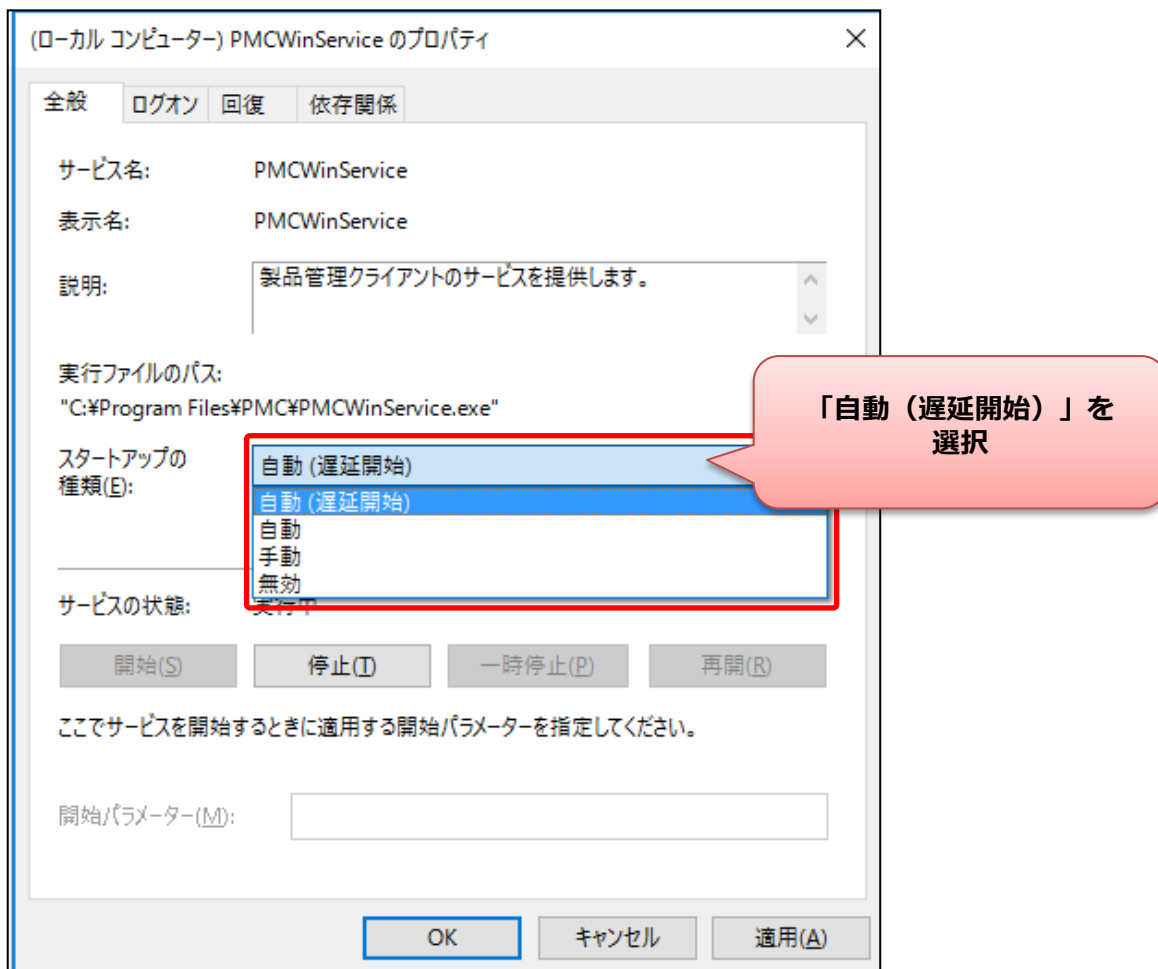 (ローカル コンピューター) PMCWinService のプロパティ
全般 ログオン 回復 依存関係
サービス名: PMCWinService
表示名: PMCWinService
説明: 製品管理クライアントのサービスを提供します。
実行ファイルのパス:
"C:¥Program Files¥PMC¥PMCWinService.exe"
「自動（遅延開始）」を
選択
スタートアップの
種類(E):
自動 (遅延開始)
自動 (遅延開始)
自動
手動
無効
サービスの状態: 実行中
開始(S) 停止(T) 一時停止(P) 再開(R)
ここでサービスを開始するときに適用する開始パラメーターを指定してください。
開始パラメーター(M):
OK キャンセル 適用(A)